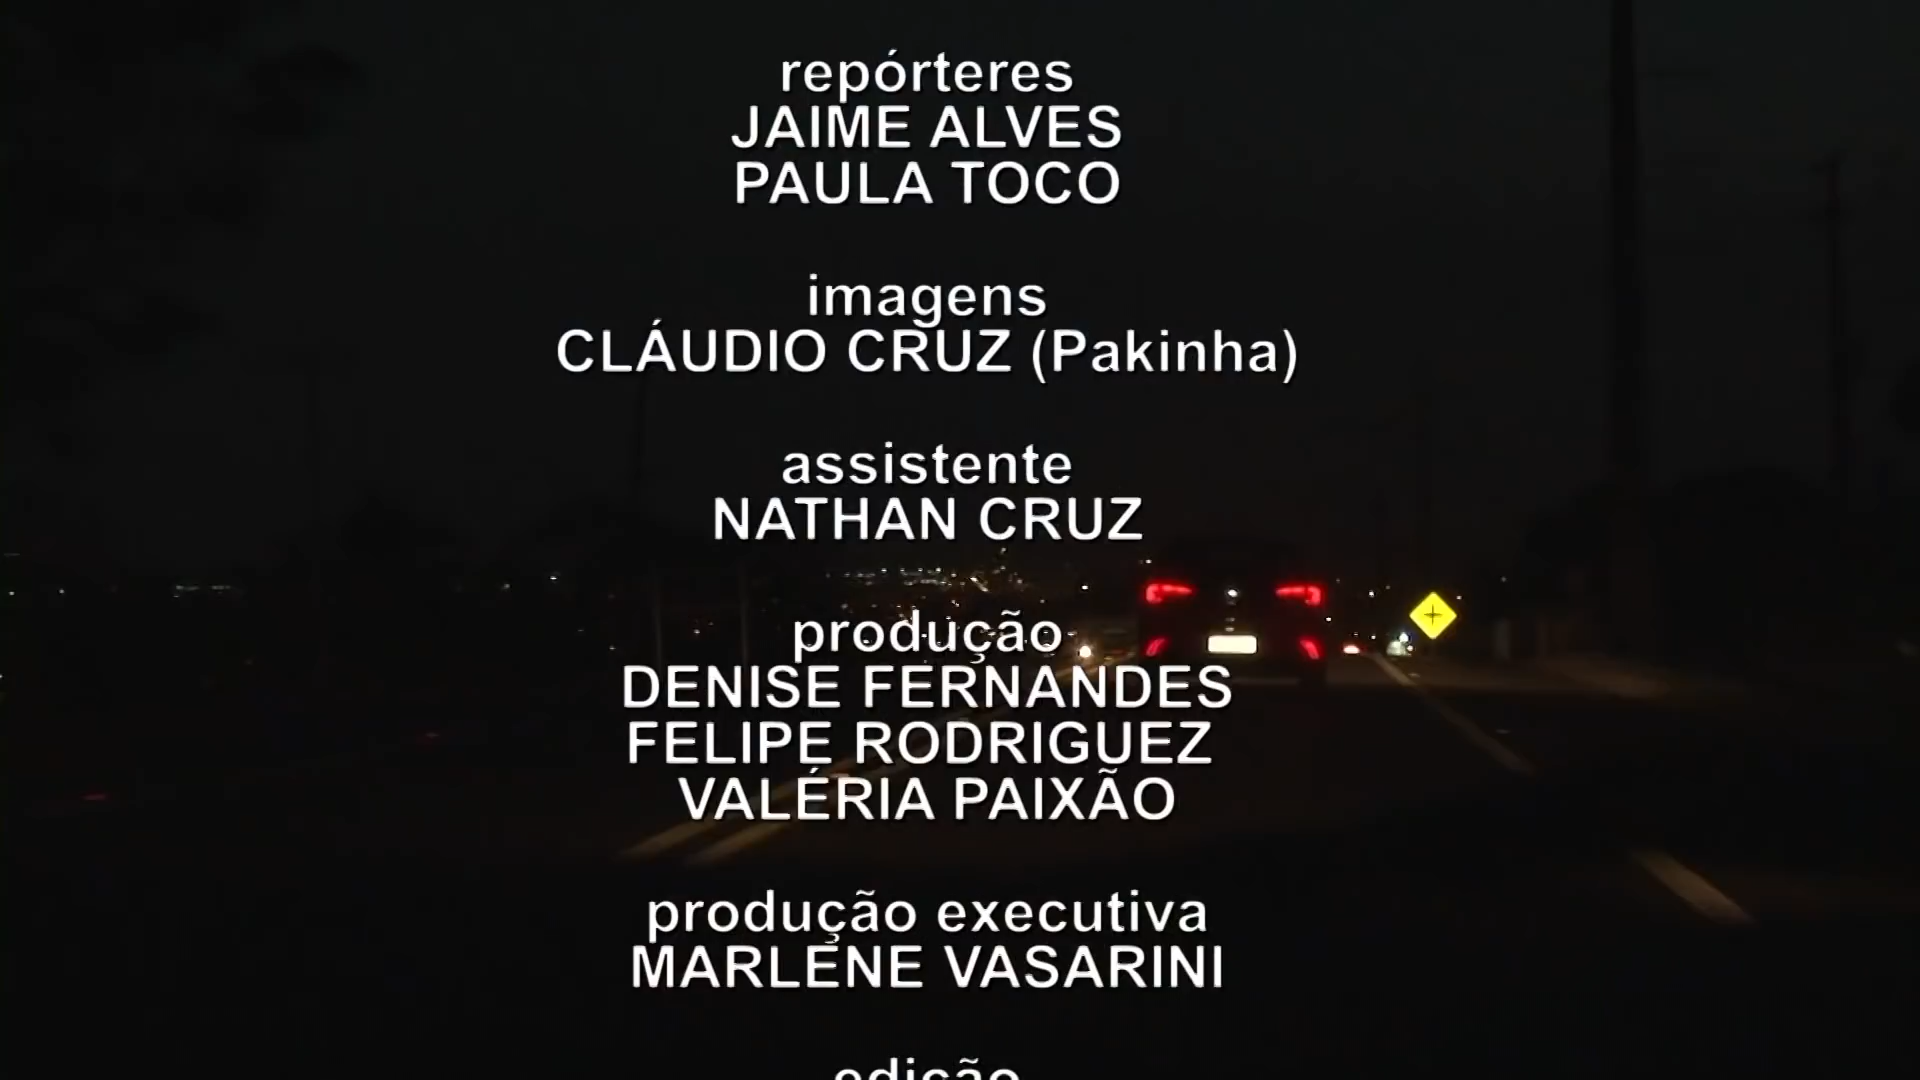 repórteres
JAIME ALVES
PAULA TOCO
imagens
CLÁUDIO CRUZ (Pakinha)
assistente
NATHAN CRUZ
produção
DENISE FERNANDES
FELIPE RODRIGUEZ
VALÉRIA PAIXÃO
produção executiva
MARLENE VASARINI
edição